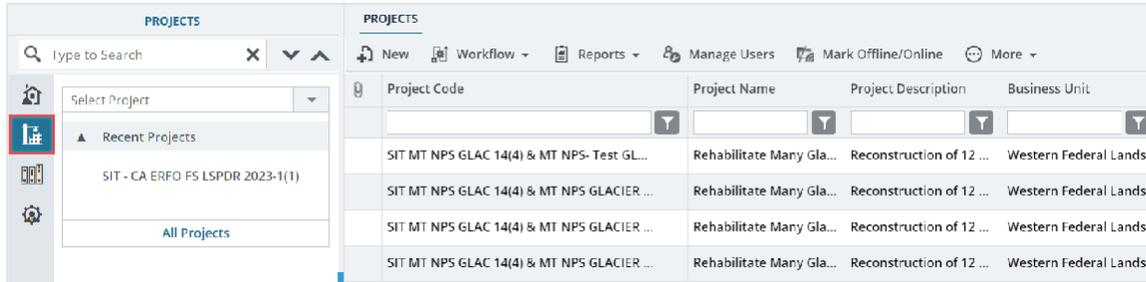 PROJECTS
Type to Search
Select Project
Recent Projects
SIT - CA ERFO FS LSPDR 2023-1(1)
All Projects
PROJECTS
New Workflow Reports Manage Users Mark Offline/Online More
Project Code Project Name Project Description Business Unit
SIT MT NPS GLAC 14(4) & MT NPS- Test GL... Rehabilitate Many Gla... Reconstruction of 12 ... Western Federal Lands
SIT MT NPS GLAC 14(4) & MT NPS GLACIER ... Rehabilitate Many Gla... Reconstruction of 12 ... Western Federal Lands
SIT MT NPS GLAC 14(4) & MT NPS GLACIER ... Rehabilitate Many Gla... Reconstruction of 12 ... Western Federal Lands
SIT MT NPS GLAC 14(4) & MT NPS GLACIER ... Rehabilitate Many Gla... Reconstruction of 12 ... Western Federal Lands